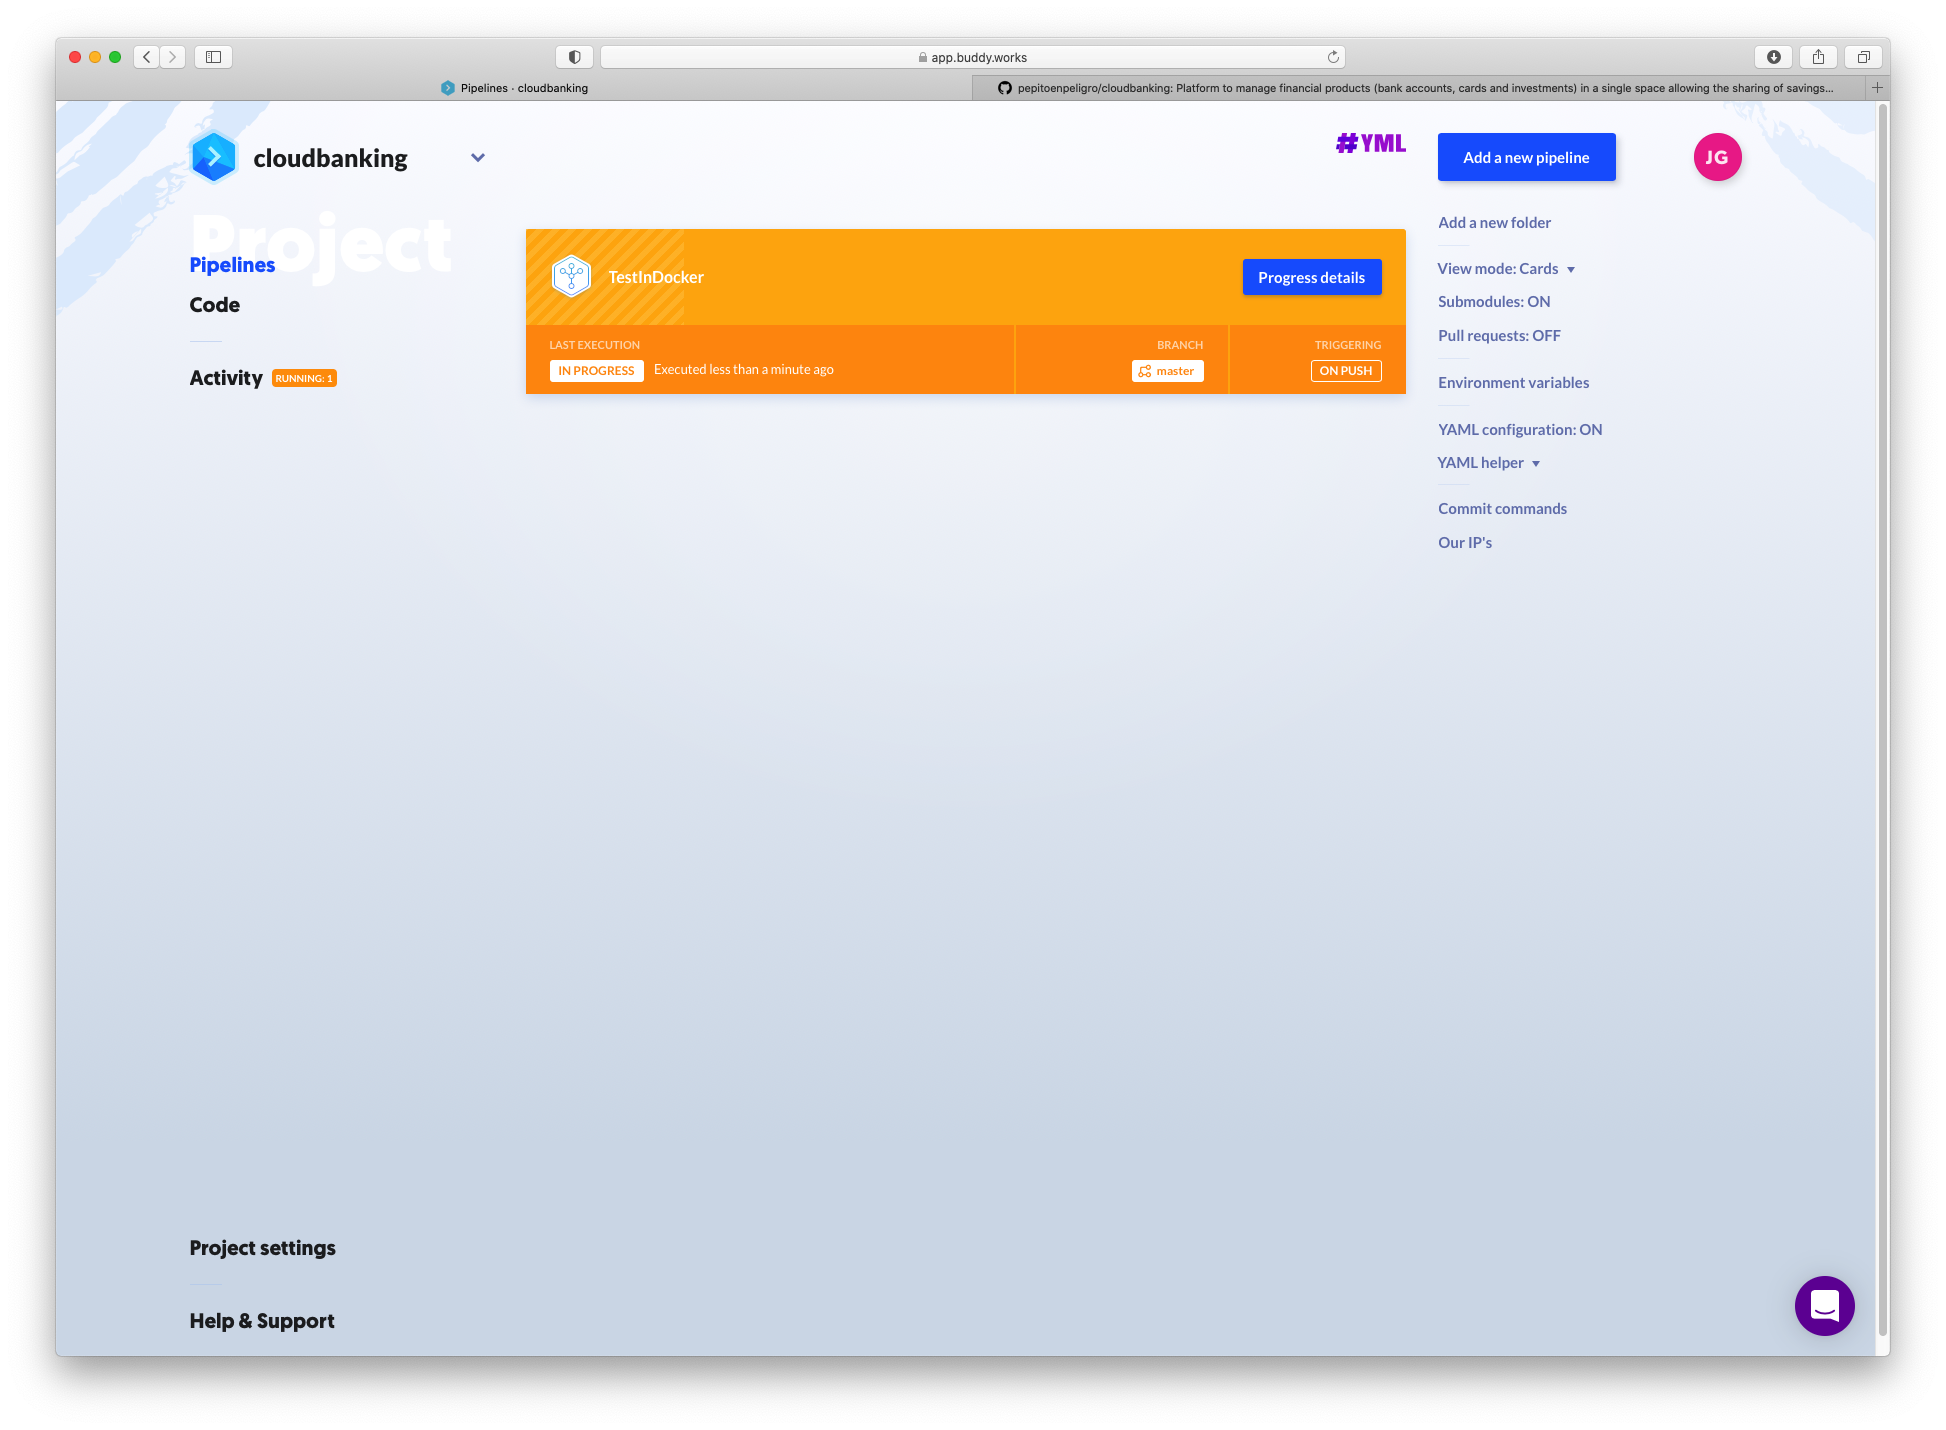 app.buddy.works
Pipelines · cloudbanking
pepitoenpeligro/cloudbanking: Platform to manage financial products (bank accounts, cards and investments) in a single space allowing the sharing of savings...
cloudbanking
#YML
Add a new pipeline
JG
Project
Pipelines
Code
Activity RUNNING: 1
TestInDocker
Progress details
LAST EXECUTION
IN PROGRESS Executed less than a minute ago
BRANCH
master
TRIGGERING
ON PUSH
Add a new folder
View mode: Cards
Submodules: ON
Pull requests: OFF
Environment variables
YAML configuration: ON
YAML helper
Commit commands
Our IP's
Project settings
Help & Support